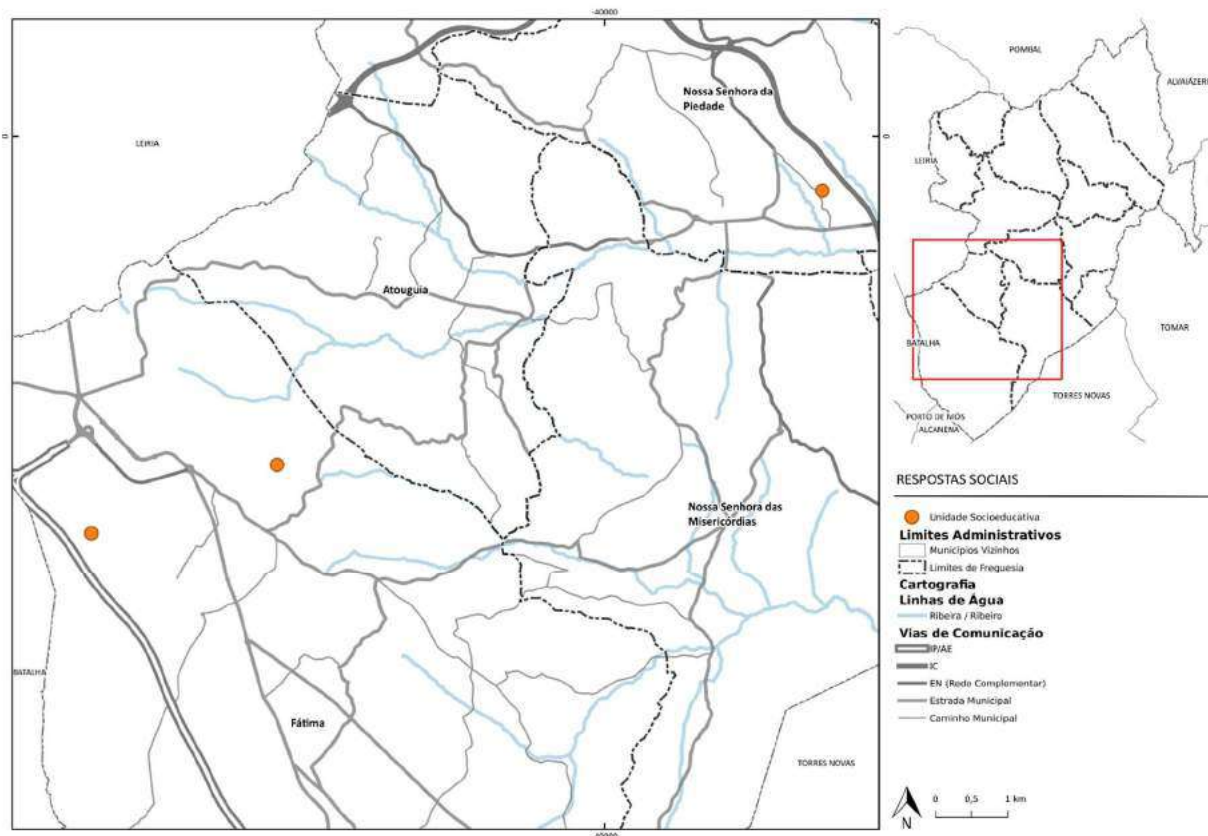 -40000
0
0
Nossa Senhora da
Piedade
LEIRIA
Atouguia
Nossa Senhora das
Misericórdias
BATALHA
Fátima
TORRES NOVAS
POMBAL
ALVAIÁZERE
LEIRIA
BATALHA
TOMAR
TORRES NOVAS
PORTO DE MÓS
ALCANENA
RESPOSTAS SOCIAIS
Unidade Socioeducativa
Limites Administrativos
Municípios Vizinhos
Limites de Freguesia
Cartografia
Linhas de Água
Ribeira / Ribeiro
Vias de Comunicação
IP/AE
IC
EN (Rede Complementar)
Estrada Municipal
Caminho Municipal
N
0 0,5 1 km